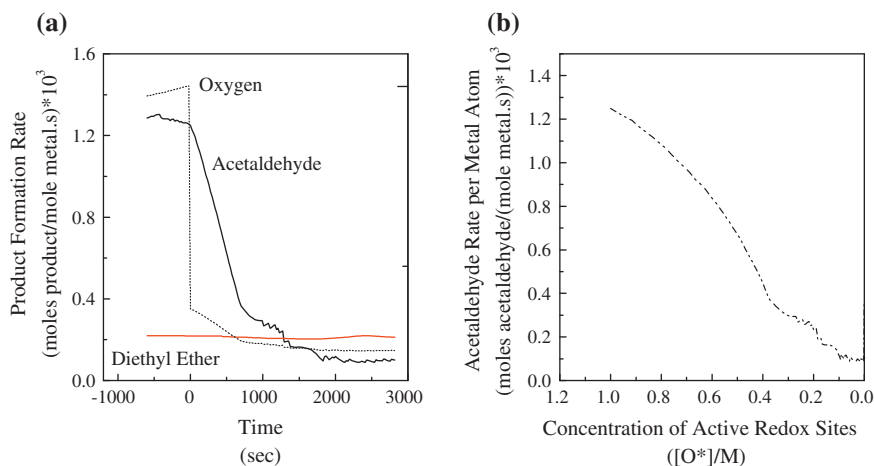 (a)
Product Formation Rate
(moles product/mole metal.s)*10³
1.6
1.2
0.8
0.4
0.0
Oxygen
Acetaldehyde
Diethyl Ether
-1000
0
1000
2000
3000
Time
(sec)
(b)
Acetaldehyde Rate per Metal Atom
(moles acetaldehyde/(mole metal.s))*10³
1.4
1.2
1.0
0.8
0.6
0.4
0.2
0.0
1.2
1.0
0.8
0.6
0.4
0.2
0.0
Concentration of Active Redox Sites
([O*]/M)